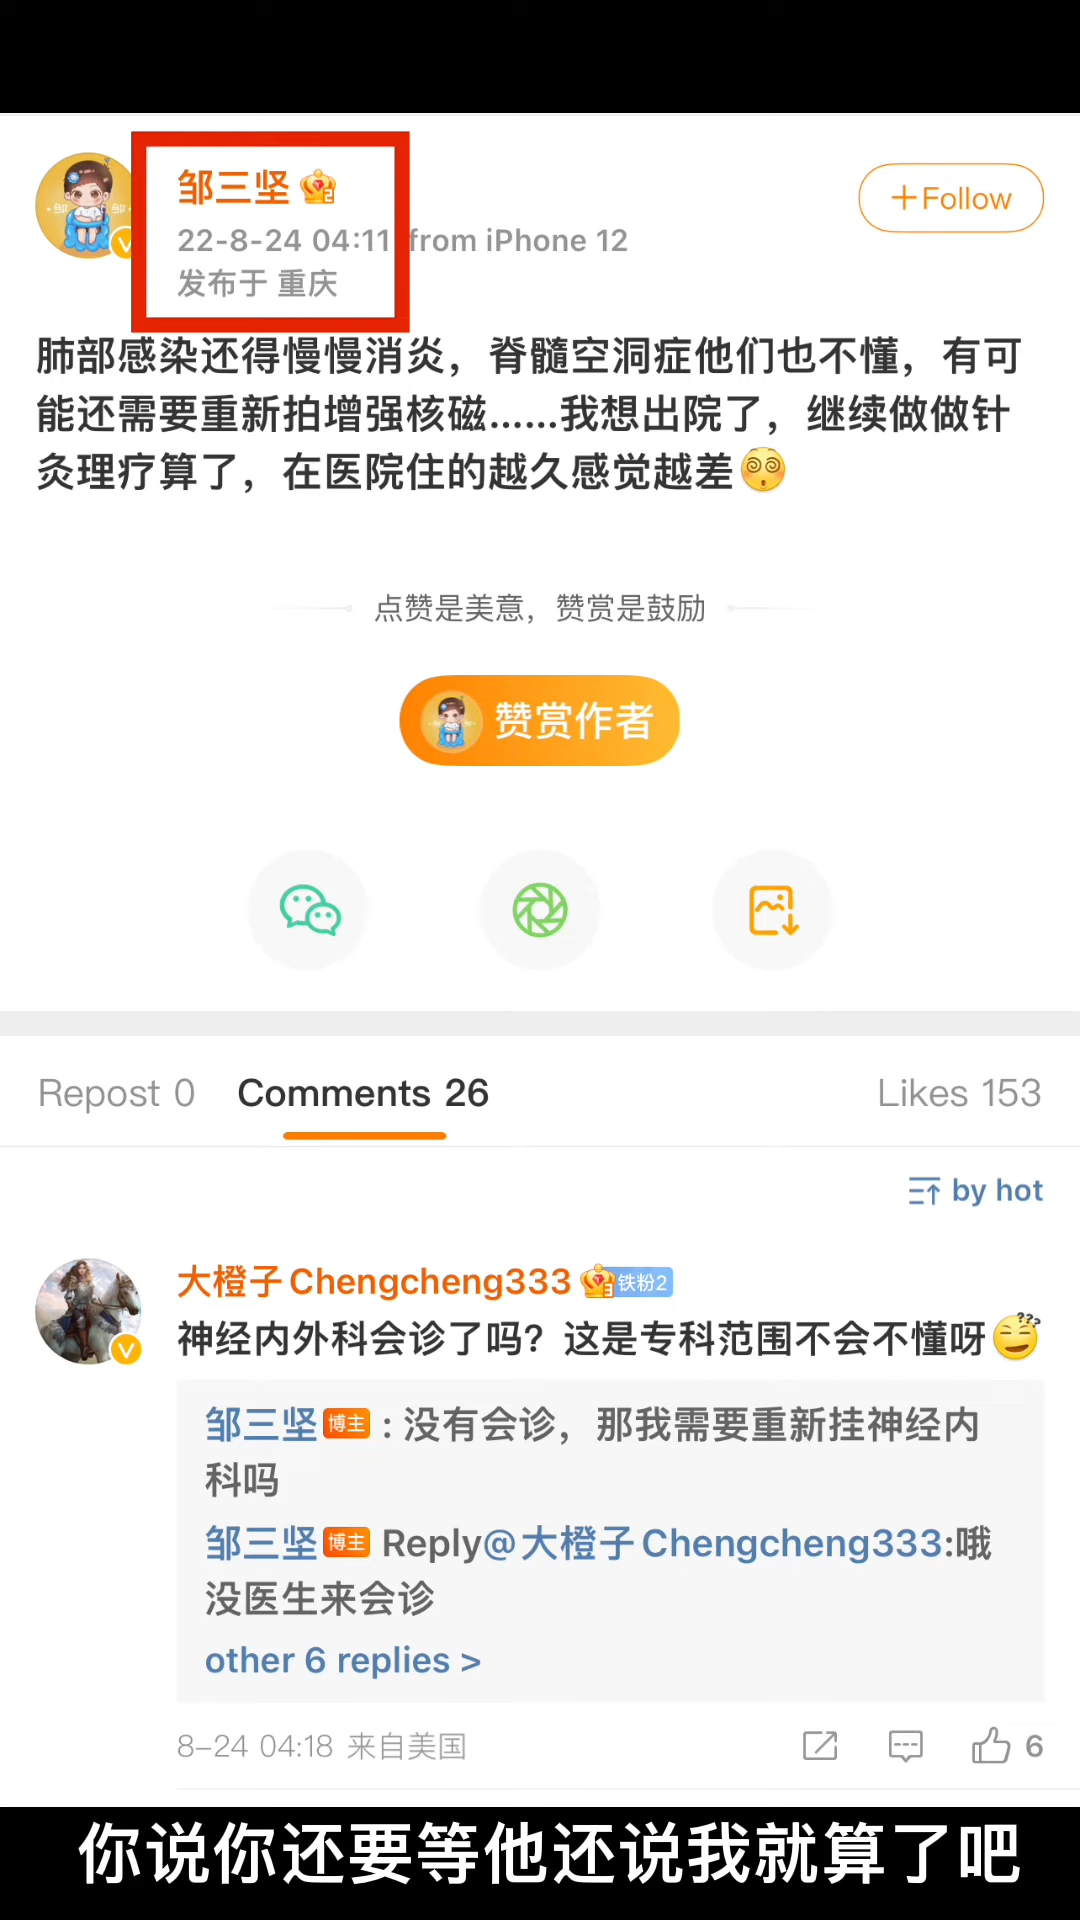 邹三坚
22-8-24 04:11 from iPhone 12
发布于 重庆
+Follow
肺部感染还得慢慢消炎，脊髓空洞症他们也不懂，有可
能还需要重新拍增强核磁......我想出院了，继续做做针
灸理疗算了，在医院住的越久感觉越差
点赞是美意，赞赏是鼓励
赞赏作者
Repost 0 Comments 26 Likes 153
by hot
大橙子Chengcheng333 铁粉2
神经内外科会诊了吗？这是专科范围不会不懂呀
邹三坚 博主 : 没有会诊，那我需要重新挂神经内
科吗
邹三坚 博主 Reply@大橙子Chengcheng333:哦
没医生来会诊
other 6 replies >
8-24 04:18 来自美国 6
你说你还要等他还说我就算了吧